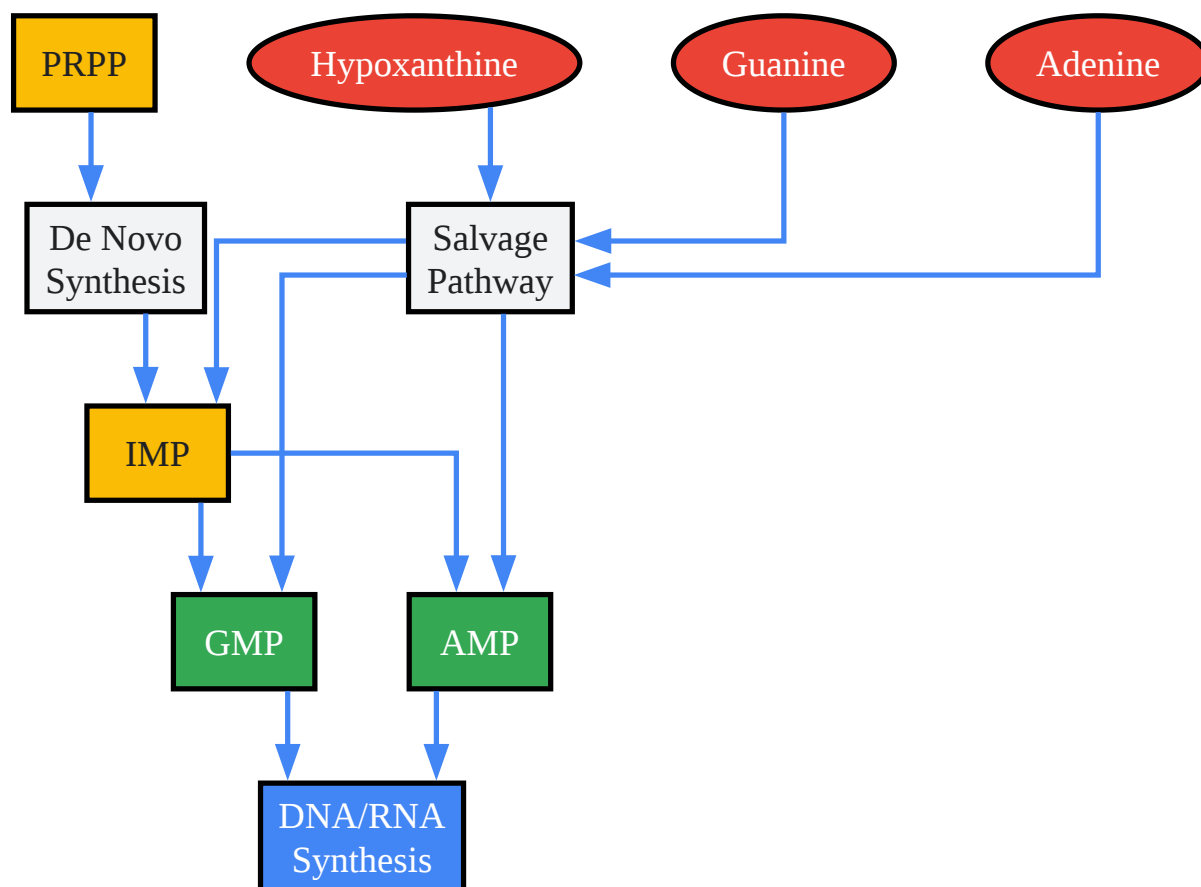 PRPP
Hypoxanthine
Guanine
Adenine
De Novo
Synthesis
Salvage
Pathway
IMP
GMP
AMP
DNA/RNA
Synthesis